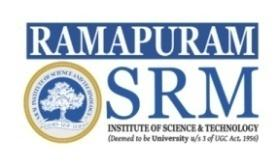 RAMAPURAM
SRM
INSTITUTE OF SCIENCE & TECHNOLOGY
(Deemed to be University u/s 3 of UGC Act, 1956)